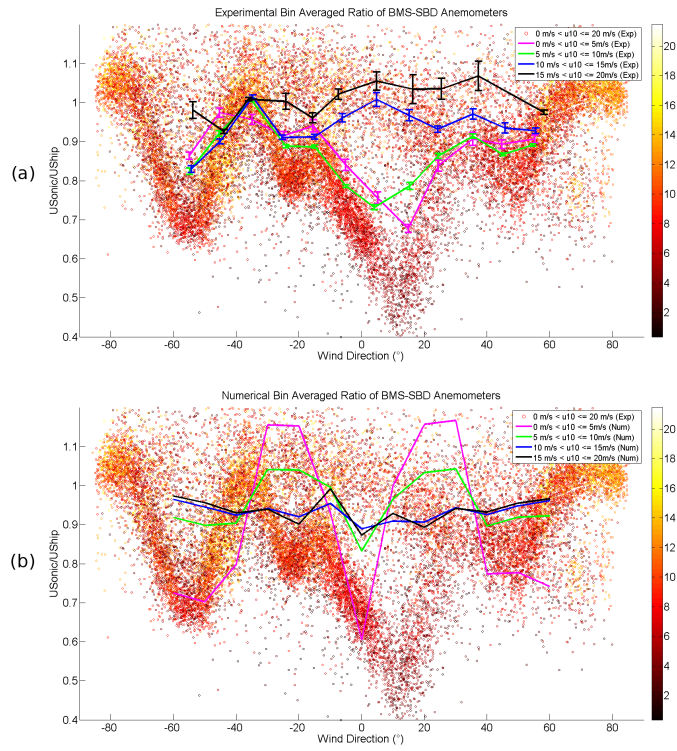 Experimental Bin Averaged Ratio of BMS-SBD Anemometers
0 m/s < u10 <= 20 m/s (Exp)
0 m/s < u10 <= 5m/s (Exp)
5 m/s < u10 <= 10m/s (Exp)
10 m/s < u10 <= 15m/s (Exp)
15 m/s < u10 <= 20m/s (Exp)
1.1
1
0.9
0.8
0.7
0.6
0.5
0.4
USonic/UShip
(a)
-80 -60 -40 -20 0 20 40 60 80
Wind Direction (°)
20
18
16
14
12
10
8
6
4
2
Numerical Bin Averaged Ratio of BMS-SBD Anemometers
0 m/s < u10 <= 20 m/s (Exp)
0 m/s < u10 <= 5m/s (Num)
5 m/s < u10 <= 10m/s (Num)
10 m/s < u10 <= 15m/s (Num)
15 m/s < u10 <= 20m/s (Num)
1.1
1
0.9
0.8
0.7
0.6
0.5
0.4
USonic/UShip
(b)
-80 -60 -40 -20 0 20 40 60 80
Wind Direction (°)
20
18
16
14
12
10
8
6
4
2